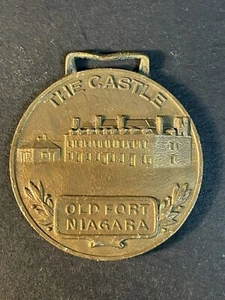 THE CASTLE
OLD FORT
NIAGARA